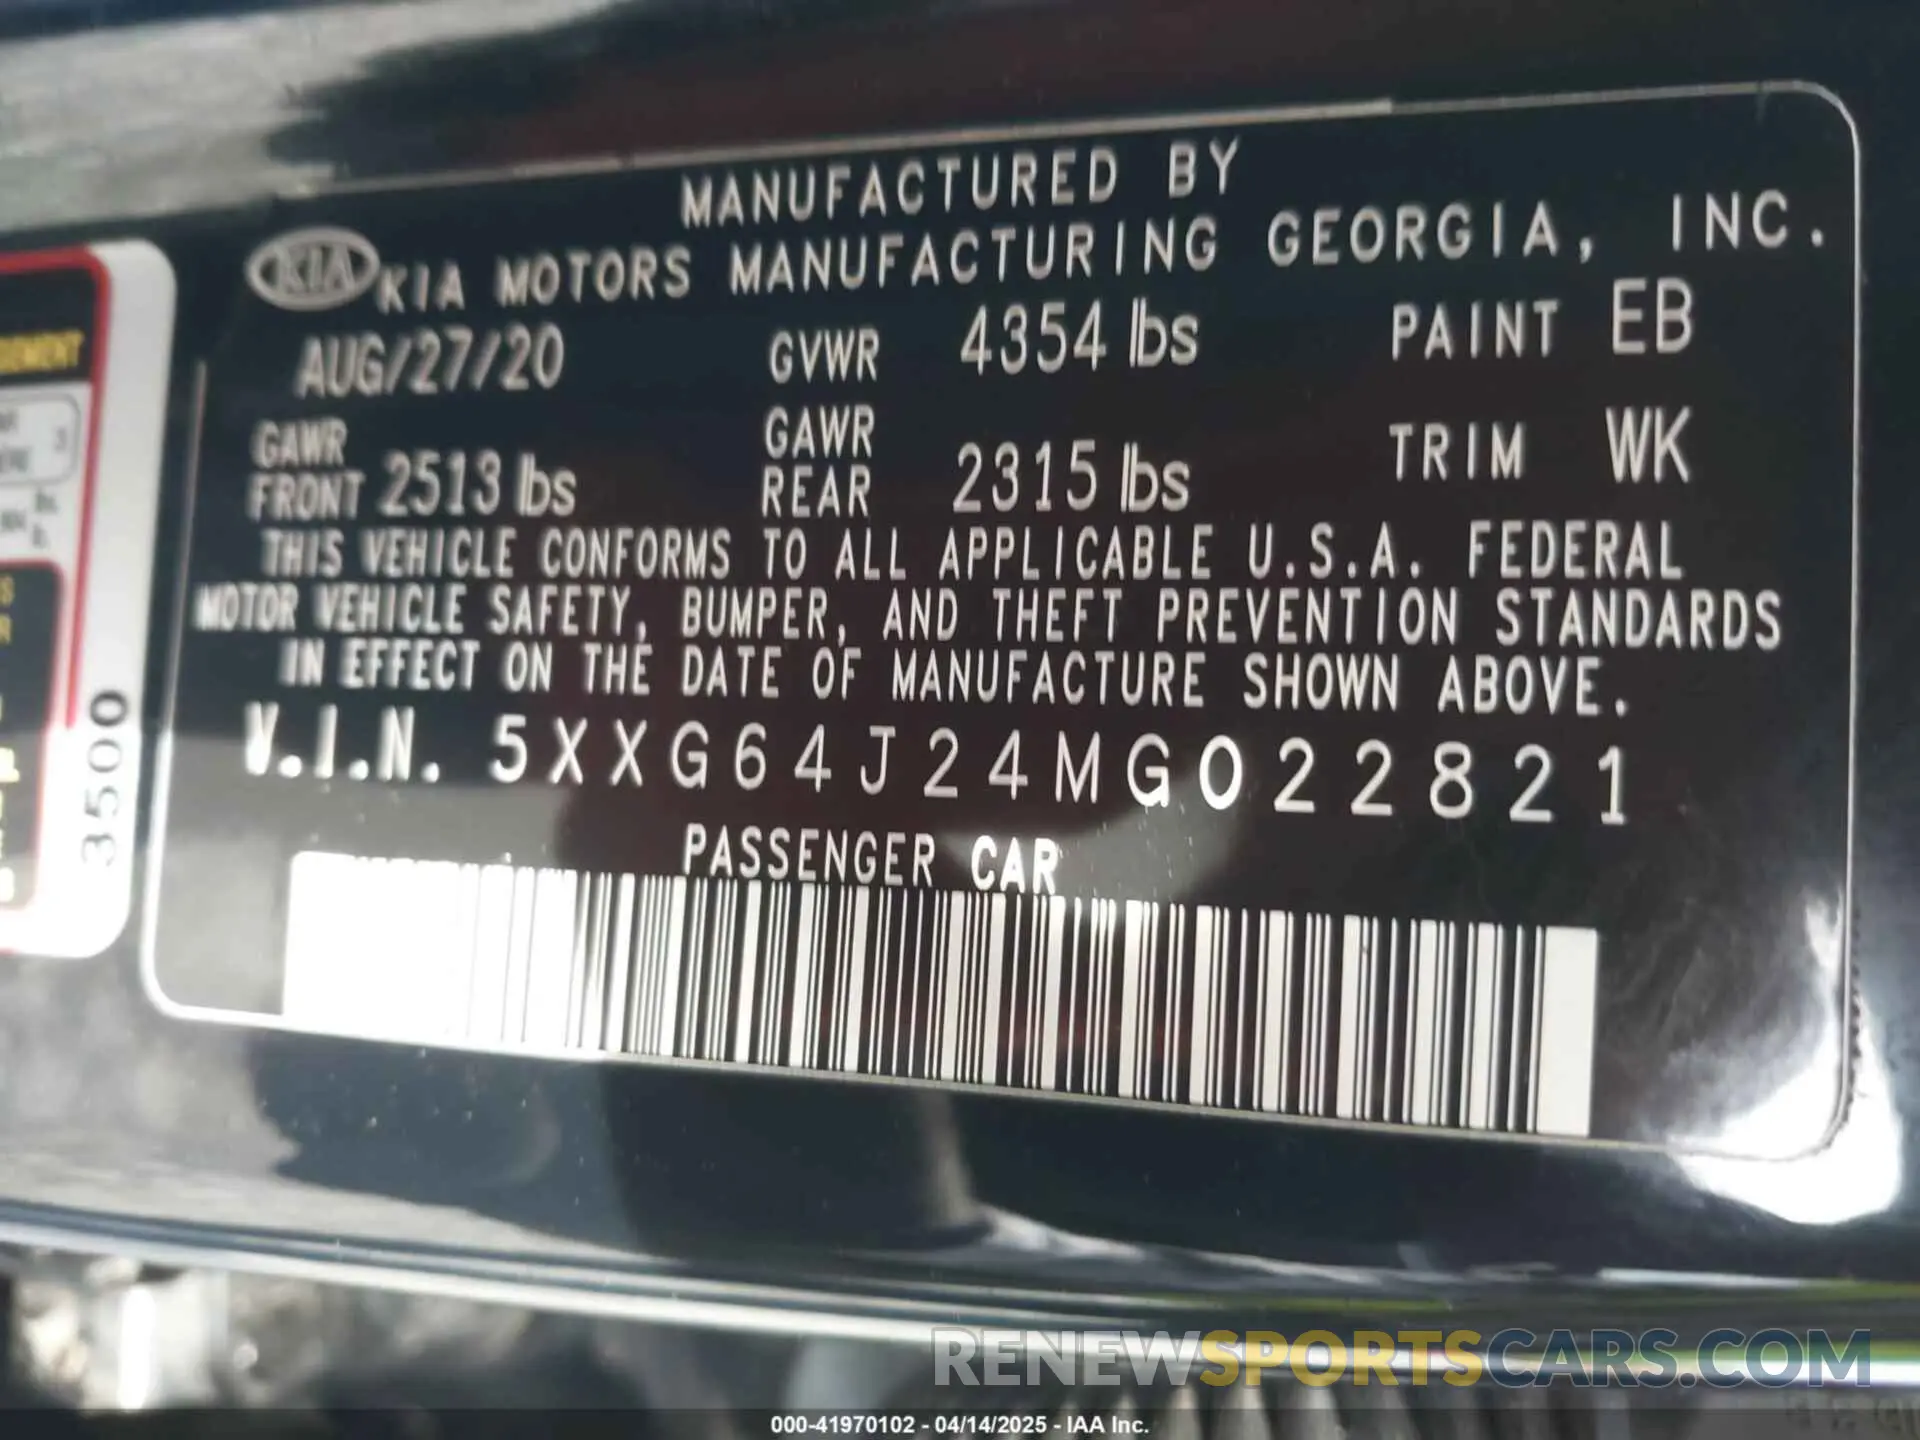 MANUFACTURED BY
KIA KIA MOTORS MANUFACTURING GEORGIA, INC.
AUG/27/20 GVWR 4354 lbs PAINT EB
GAWR FRONT 2513 lbs GAWR REAR 2315 lbs TRIM WK
THIS VEHICLE CONFORMS TO ALL APPLICABLE U.S.A. FEDERAL
MOTOR VEHICLE SAFETY, BUMPER, AND THEFT PREVENTION STANDARDS
IN EFFECT ON THE DATE OF MANUFACTURE SHOWN ABOVE.
V.I.N. 5XXG64J24MG022821
PASSENGER CAR
3500
RENEWSPORTSCARS.COM
000-41970102 - 04/14/2025 - IAA Inc.